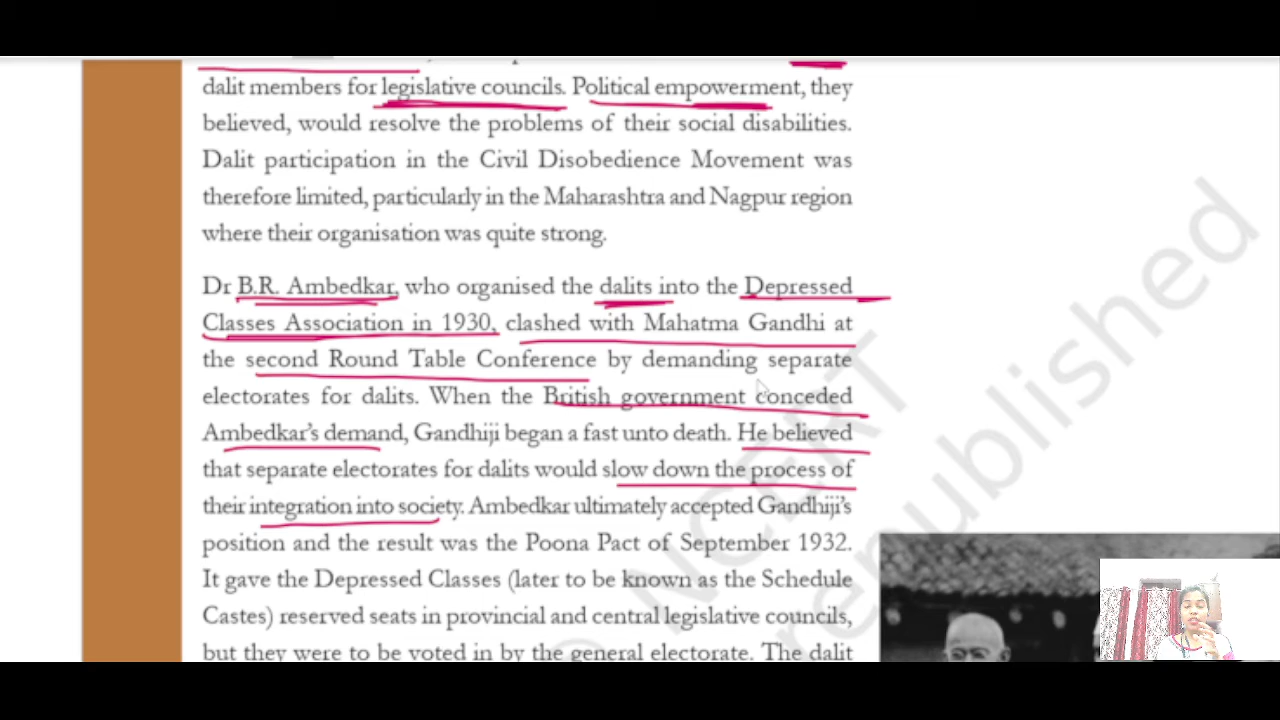 dalit members for legislative councils. Political empowerment, they
believed, would resolve the problems of their social disabilities.
Dalit participation in the Civil Disobedience Movement was
therefore limited, particularly in the Maharashtra and Nagpur region
where their organisation was quite strong.
Dr B.R. Ambedkar, who organised the dalits into the Depressed
Classes Association in 1930, clashed with Mahatma Gandhi at
the second Round Table Conference by demanding separate
electorates for dalits. When the British government conceded
Ambedkar's demand, Gandhiji began a fast unto death. He believed
that separate electorates for dalits would slow down the process of
their integration into society. Ambedkar ultimately accepted Gandhiji's
position and the result was the Poona Pact of September 1932.
It gave the Depressed Classes (later to be known as the Schedule
Castes) reserved seats in provincial and central legislative councils,
but they were to be voted in by the general electorate. The dalit
NCERT
republished